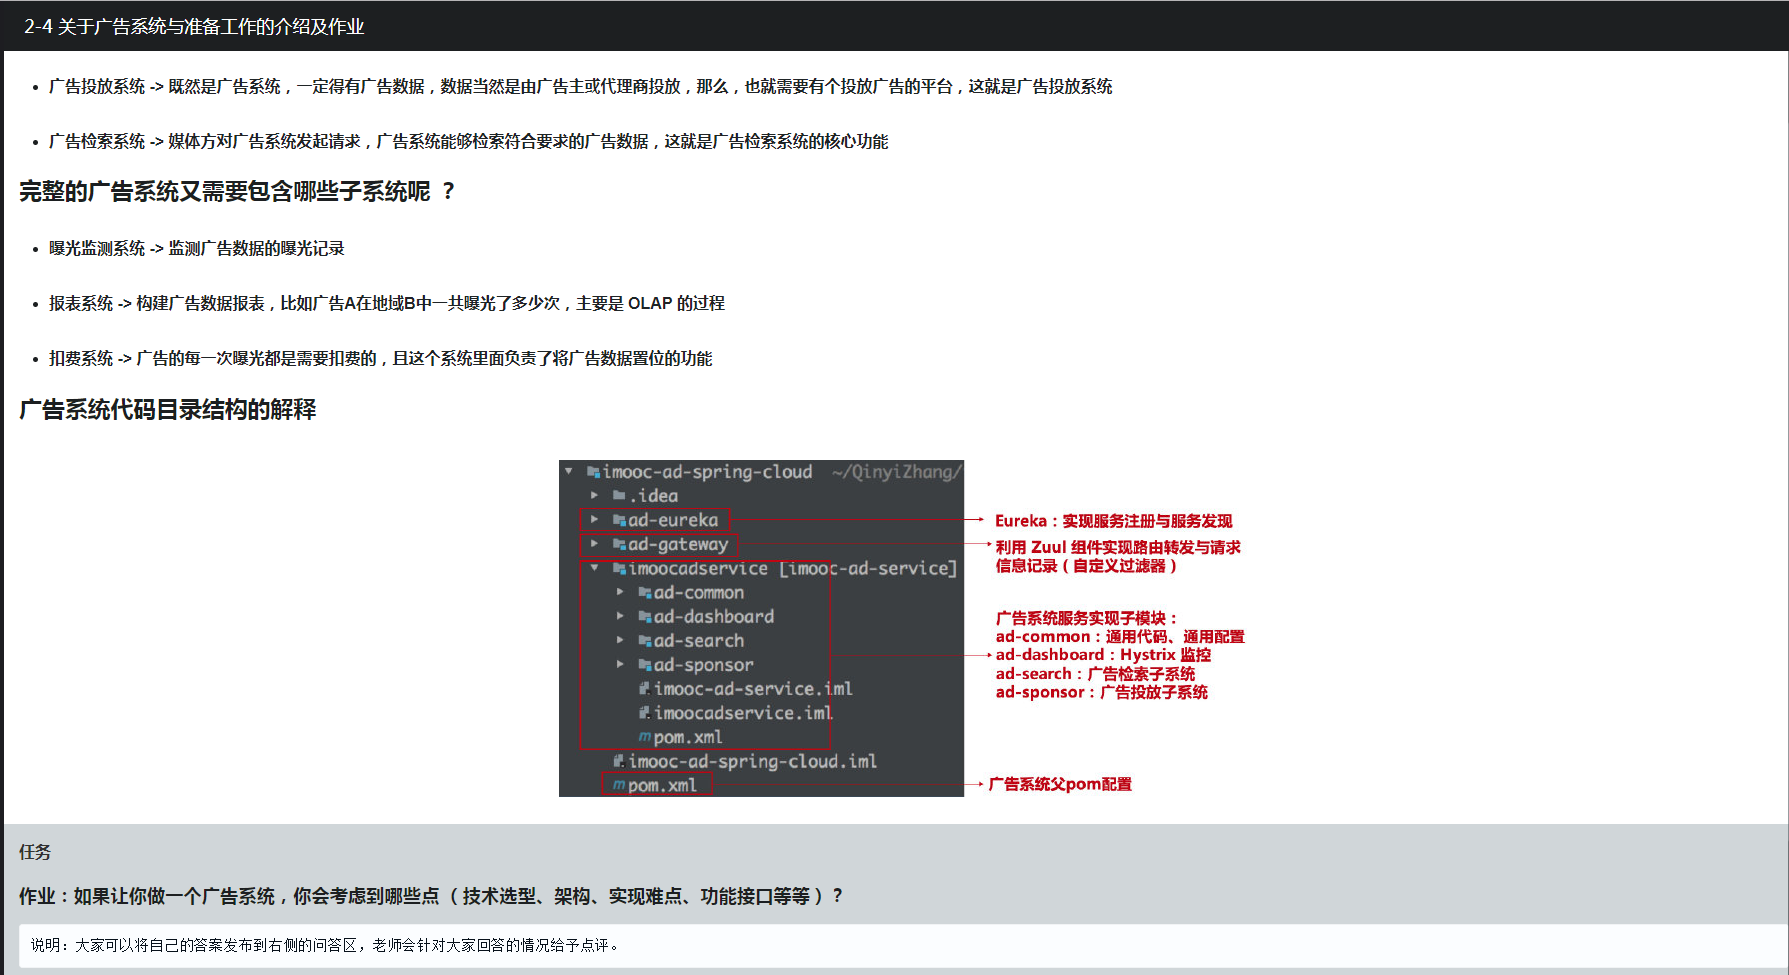 2-4 关于广告系统与准备工作的介绍及作业
• 广告投放系统 -> 既然是广告系统，一定得有广告数据，数据当然是由广告主或代理商投放，那么，也就需要有个投放广告的平台，这就是广告投放系统
• 广告检索系统 -> 媒体方对广告系统发起请求，广告系统能够检索符合要求的广告数据，这就是广告检索系统的核心功能
完整的广告系统又需要包含哪些子系统呢 ？
• 曝光监测系统 -> 监测广告数据的曝光记录
• 报表系统 -> 构建广告数据报表，比如广告A在地域B中一共曝光了多少次，主要是 OLAP 的过程
• 扣费系统 -> 广告的每一次曝光都是需要扣费的，且这个系统里面负责了将广告数据置位的功能
广告系统代码目录结构的解释
imooc-ad-spring-cloud ~/QinyiZhang/
.idea
ad-eureka
ad-gateway
imoocadservice [imooc-ad-service]
ad-common
ad-dashboard
ad-search
ad-sponsor
imooc-ad-service.iml
imoocadservice.iml
pom.xml
imooc-ad-spring-cloud.iml
pom.xml
Eureka：实现服务注册与服务发现
利用 Zuul 组件实现路由转发与请求
信息记录（自定义过滤器）
广告系统服务实现子模块：
ad-common：通用代码、通用配置
ad-dashboard：Hystrix 监控
ad-search：广告检索子系统
ad-sponsor：广告投放子系统
广告系统父pom配置
任务
作业：如果让你做一个广告系统，你会考虑到哪些点（技术选型、架构、实现难点、功能接口等等）？
说明：大家可以将自己的答案发布到右侧的问答区，老师会针对大家回答的情况给予点评。